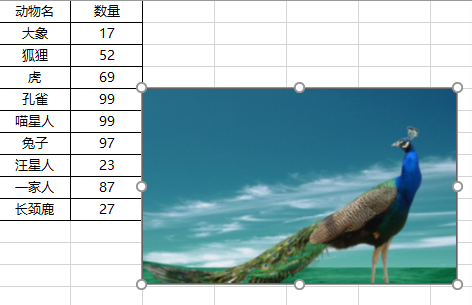 动物名 数量
大象 17
狐狸 52
虎 69
孔雀 99
喵星人 99
兔子 97
汪星人 23
一家人 87
长颈鹿 27